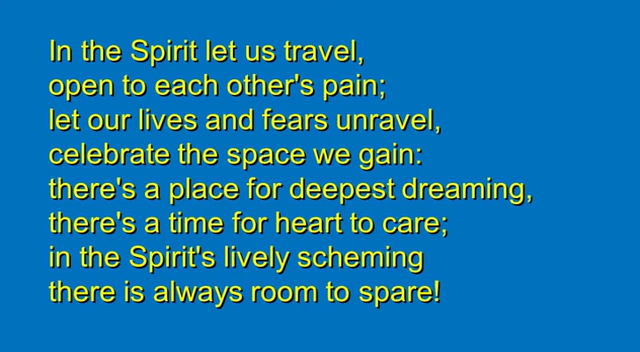 In the Spirit let us travel,
open to each other's pain;
let our lives and fears unravel,
celebrate the space we gain:
there's a place for deepest dreaming,
there's a time for heart to care;
in the Spirit's lively scheming
there is always room to spare!